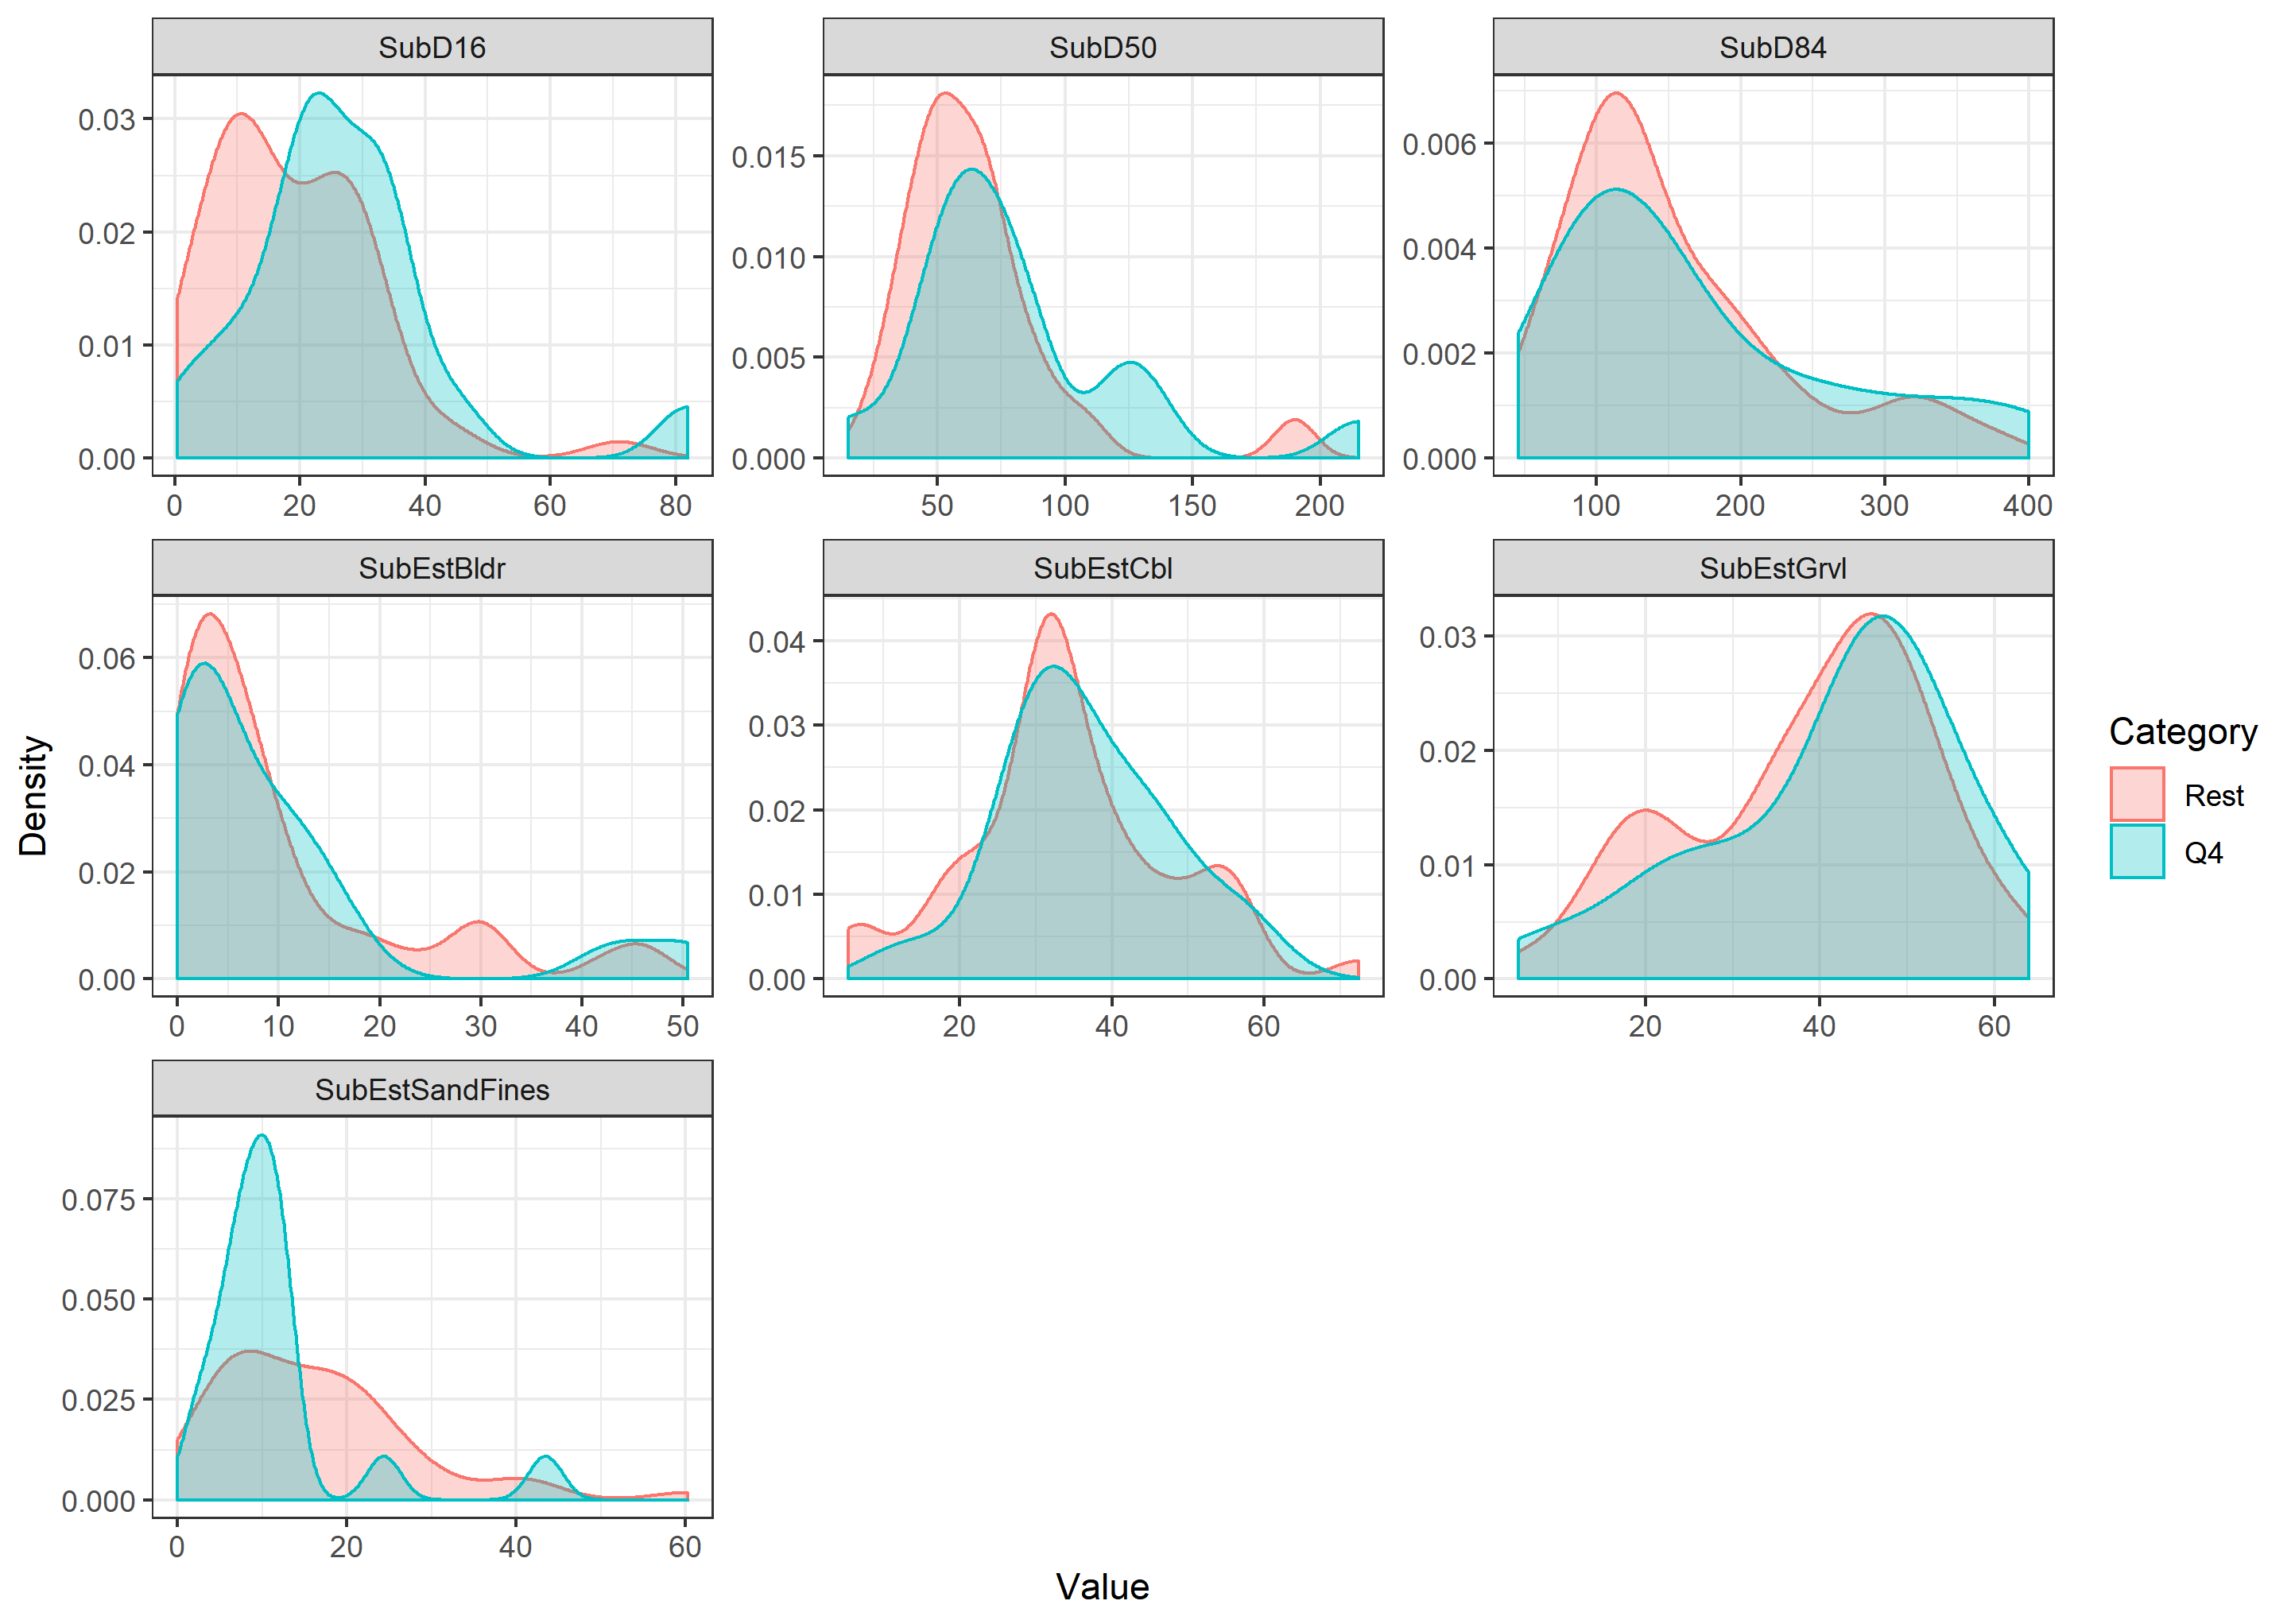 SubD16 SubD50 SubD84
0.03
0.02
0.01
0.00
0 20 40 60 80
0.015
0.010
0.005
0.000
50 100 150 200
0.006
0.004
0.002
0.000
100 200 300 400
SubEstBldr SubEstCbl SubEstGrvl
0.06
0.04
0.02
0.00
0 10 20 30 40 50
0.04
0.03
0.02
0.01
0.00
20 40 60
0.03
0.02
0.01
0.00
20 40 60
SubEstSandFines
0.075
0.050
0.025
0.000
0 20 40 60
Density
Value
Category
Rest
Q4